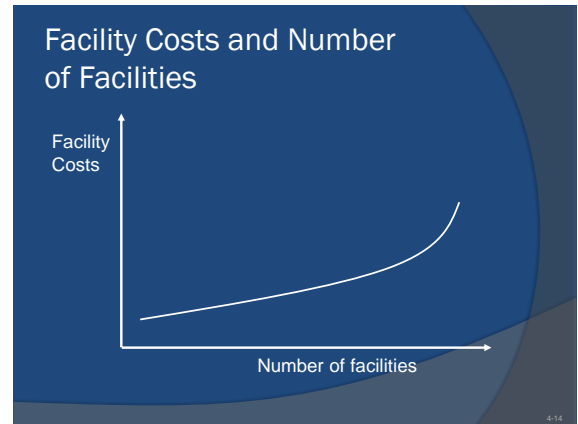 Facility Costs and Number
of Facilities
Facility
Costs
Number of facilities
4-14